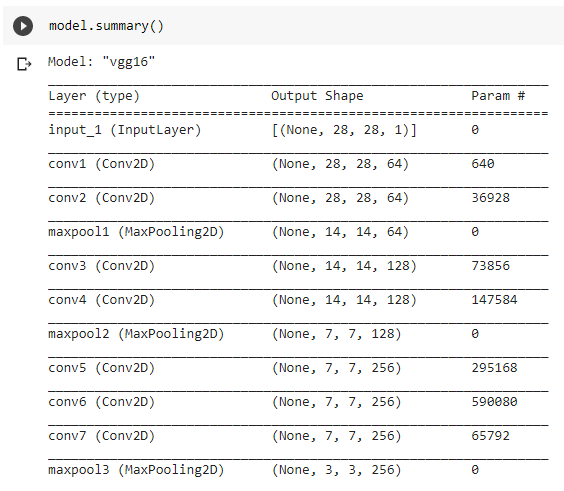 model.summary()
Model: "vgg16"
_________________________________________________________________
Layer (type) Output Shape Param #
=================================================================
input_1 (InputLayer) [(None, 28, 28, 1)] 0
_________________________________________________________________
conv1 (Conv2D) (None, 28, 28, 64) 640
_________________________________________________________________
conv2 (Conv2D) (None, 28, 28, 64) 36928
_________________________________________________________________
maxpool1 (MaxPooling2D) (None, 14, 14, 64) 0
_________________________________________________________________
conv3 (Conv2D) (None, 14, 14, 128) 73856
_________________________________________________________________
conv4 (Conv2D) (None, 14, 14, 128) 147584
_________________________________________________________________
maxpool2 (MaxPooling2D) (None, 7, 7, 128) 0
_________________________________________________________________
conv5 (Conv2D) (None, 7, 7, 256) 295168
_________________________________________________________________
conv6 (Conv2D) (None, 7, 7, 256) 590080
_________________________________________________________________
conv7 (Conv2D) (None, 7, 7, 256) 65792
_________________________________________________________________
maxpool3 (MaxPooling2D) (None, 3, 3, 256) 0